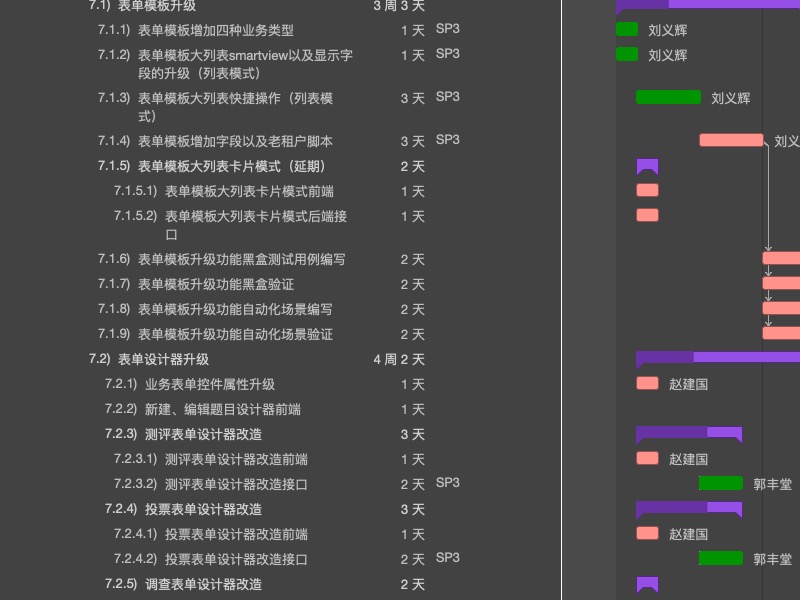 7.1) 表单模板升级 3 周 3 天
7.1.1) 表单模板增加四种业务类型 1 天 SP3 刘义辉
7.1.2) 表单模板大列表smartview以及显示字 1 天 SP3 刘义辉
段的升级（列表模式）
7.1.3) 表单模板大列表快捷操作（列表模 3 天 SP3 刘义辉
式）
7.1.4) 表单模板增加字段以及老租户脚本 3 天 SP3 刘义
7.1.5) 表单模板大列表卡片模式（延期） 2 天
7.1.5.1) 表单模板大列表卡片模式前端 1 天
7.1.5.2) 表单模板大列表卡片模式后端接 1 天
口
7.1.6) 表单模板升级功能黑盒测试用例编写 2 天
7.1.7) 表单模板升级功能黑盒验证 2 天
7.1.8) 表单模板升级功能自动化场景编写 2 天
7.1.9) 表单模板升级功能自动化场景验证 2 天
7.2) 表单设计器升级 4 周 2 天
7.2.1) 业务表单控件属性升级 1 天 赵建国
7.2.2) 新建、编辑题目设计器前端 1 天
7.2.3) 测评表单设计器改造 3 天
7.2.3.1) 测评表单设计器改造前端 1 天 赵建国
7.2.3.2) 测评表单设计器改造接口 2 天 SP3 郭丰堂
7.2.4) 投票表单设计器改造 3 天
7.2.4.1) 投票表单设计器改造前端 1 天 赵建国
7.2.4.2) 投票表单设计器改造接口 2 天 SP3 郭丰堂
7.2.5) 调查表单设计器改造 2 天